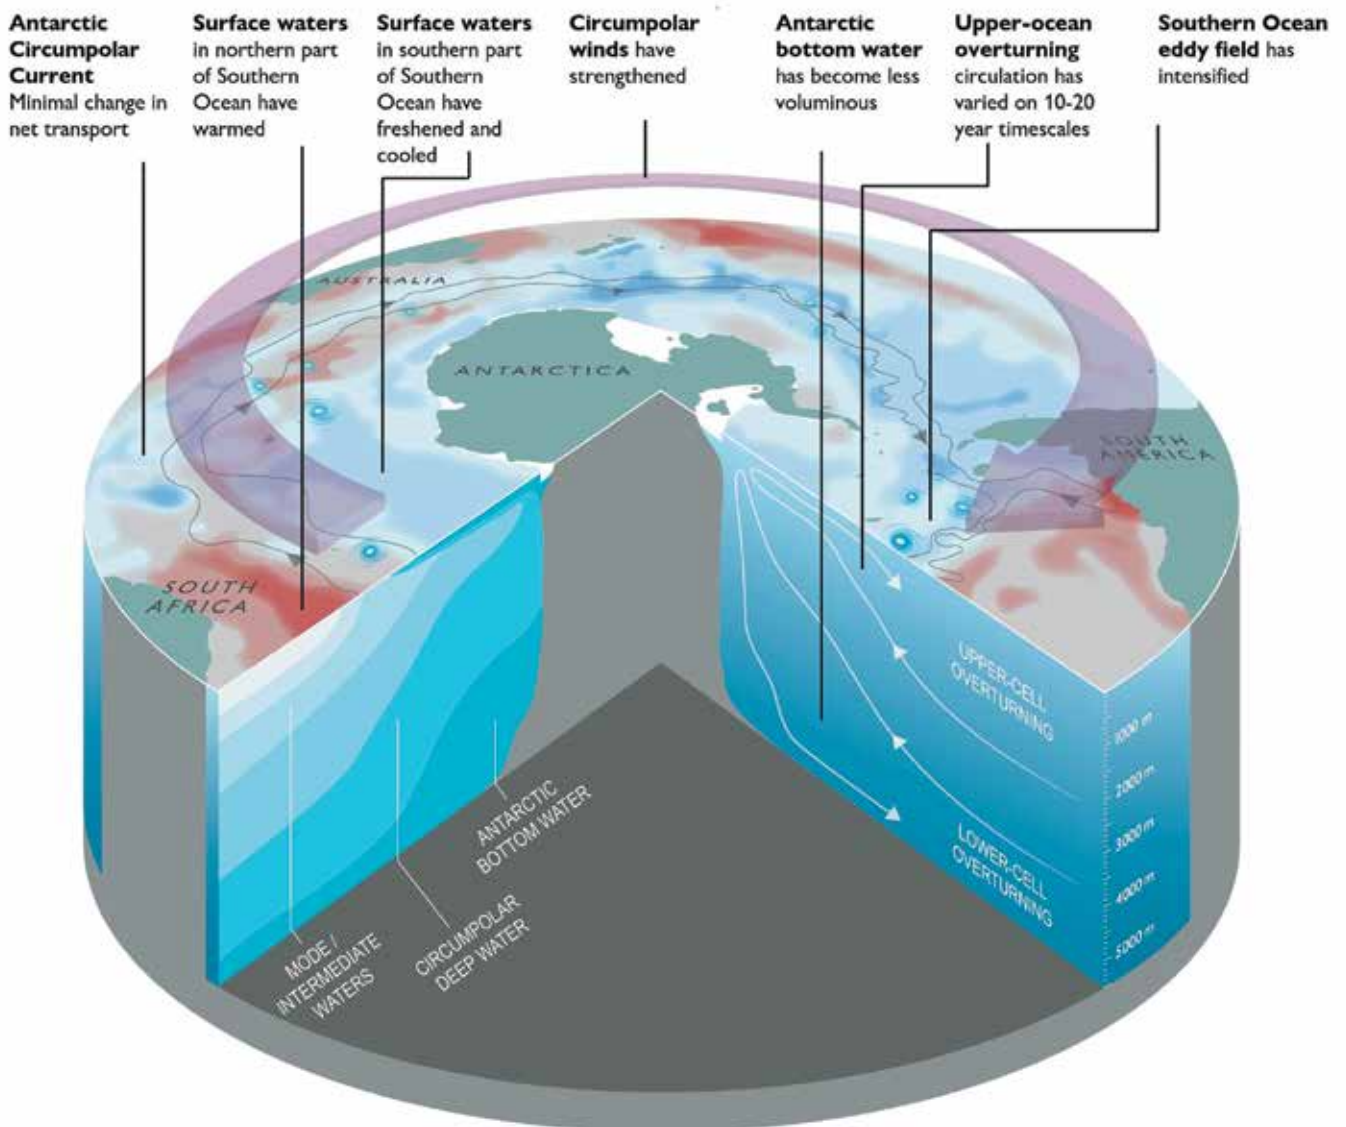 Antarctic
Circumpolar
Current
Minimal change in
net transport
Surface waters
in northern part
of Southern
Ocean have
warmed
Surface waters
in southern part
of Southern
Ocean have
freshened and
cooled
Circumpolar
winds have
strengthened
Antarctic
bottom water
has become less
voluminous
Upper-ocean
overturning
circulation has
varied on 10-20
year timescales
Southern Ocean
eddy field has
intensified
AUSTRALIA
ANTARCTICA
SOUTH
AMERICA
SOUTH
AFRICA
UPPER-CELL
OVERTURNING
LOWER-CELL
OVERTURNING
1000 m
2000 m
3000 m
4000 m
5000 m
ANTARCTIC
BOTTOM WATER
CIRCUMPOLAR
DEEP WATER
MODE /
INTERMEDIATE
WATERS